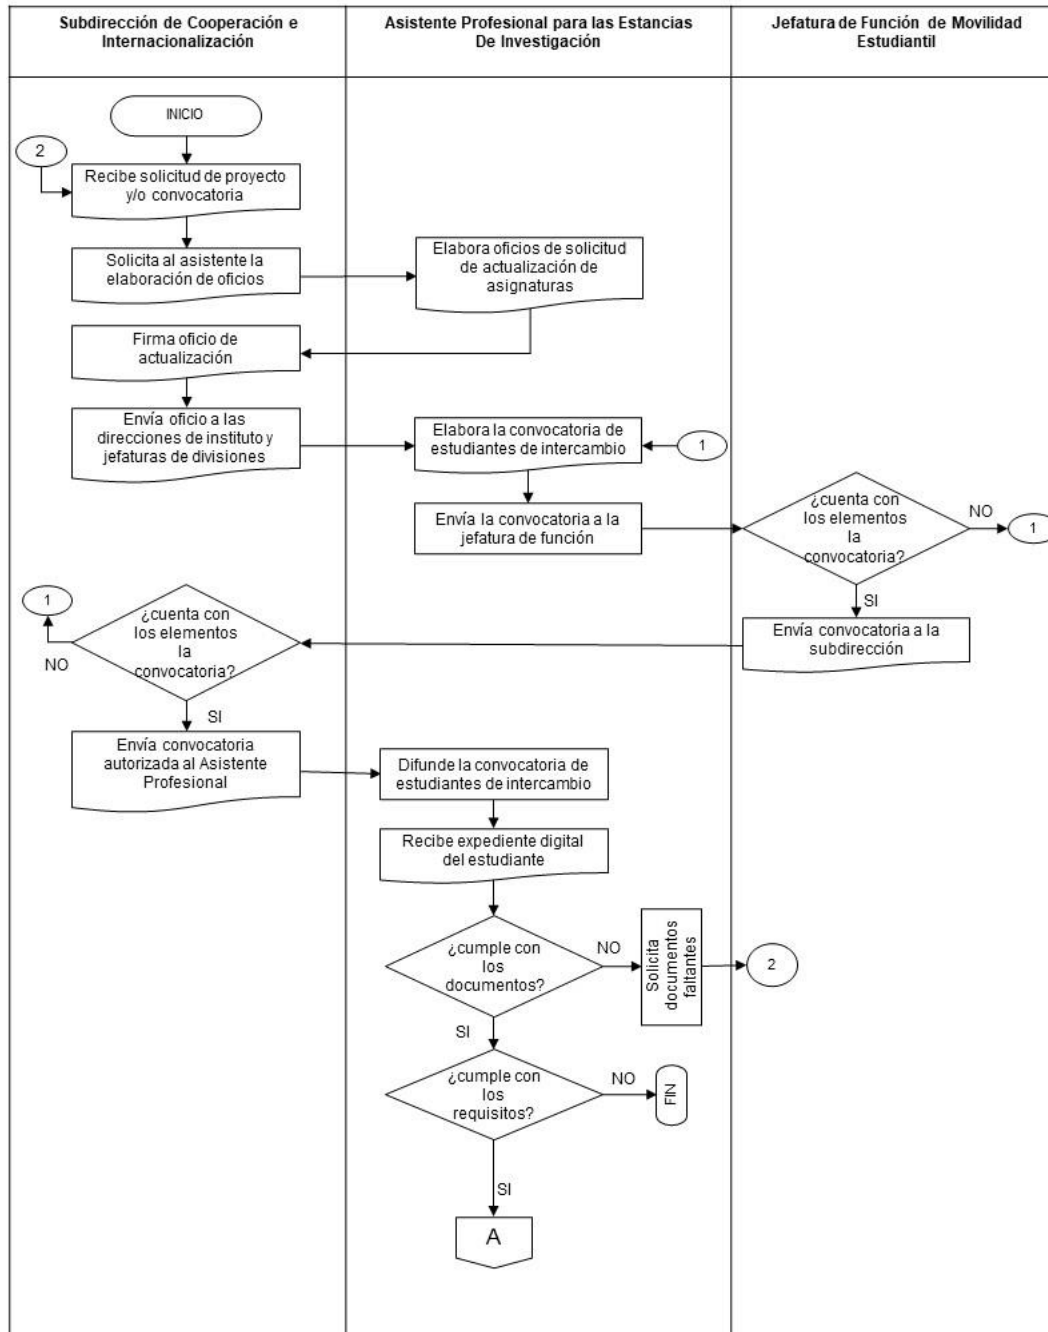 Subdirección de Cooperación e
Internacionalización
Asistente Profesional para las Estancias
De Investigación
Jefatura de Función de Movilidad
Estudiantil
INICIO
2
Recibe solicitud de proyecto
y/o convocatoria
Solicita al asistente la
elaboración de oficios
Elabora oficios de solicitud
de actualización de
asignaturas
Firma oficio de
actualización
Envía oficio a las
direcciones de instituto y
jefaturas de divisiones
Elabora la convocatoria de
estudiantes de intercambio
1
Envía la convocatoria a la
jefatura de función
¿cuenta con
los elementos
la
convocatoria?
NO
1
SI
Envía convocatoria a la
subdirección
1
NO
¿cuenta con
los elementos
la
convocatoria?
SI
Envía convocatoria
autorizada al Asistente
Profesional
Difunde la convocatoria de
estudiantes de intercambio
Recibe expediente digital
del estudiante
¿cumple con
los
documentos?
NO
Solicita
documentos
faltantes
2
SI
¿cumple con
los
requisitos?
NO
FIN
SI
A